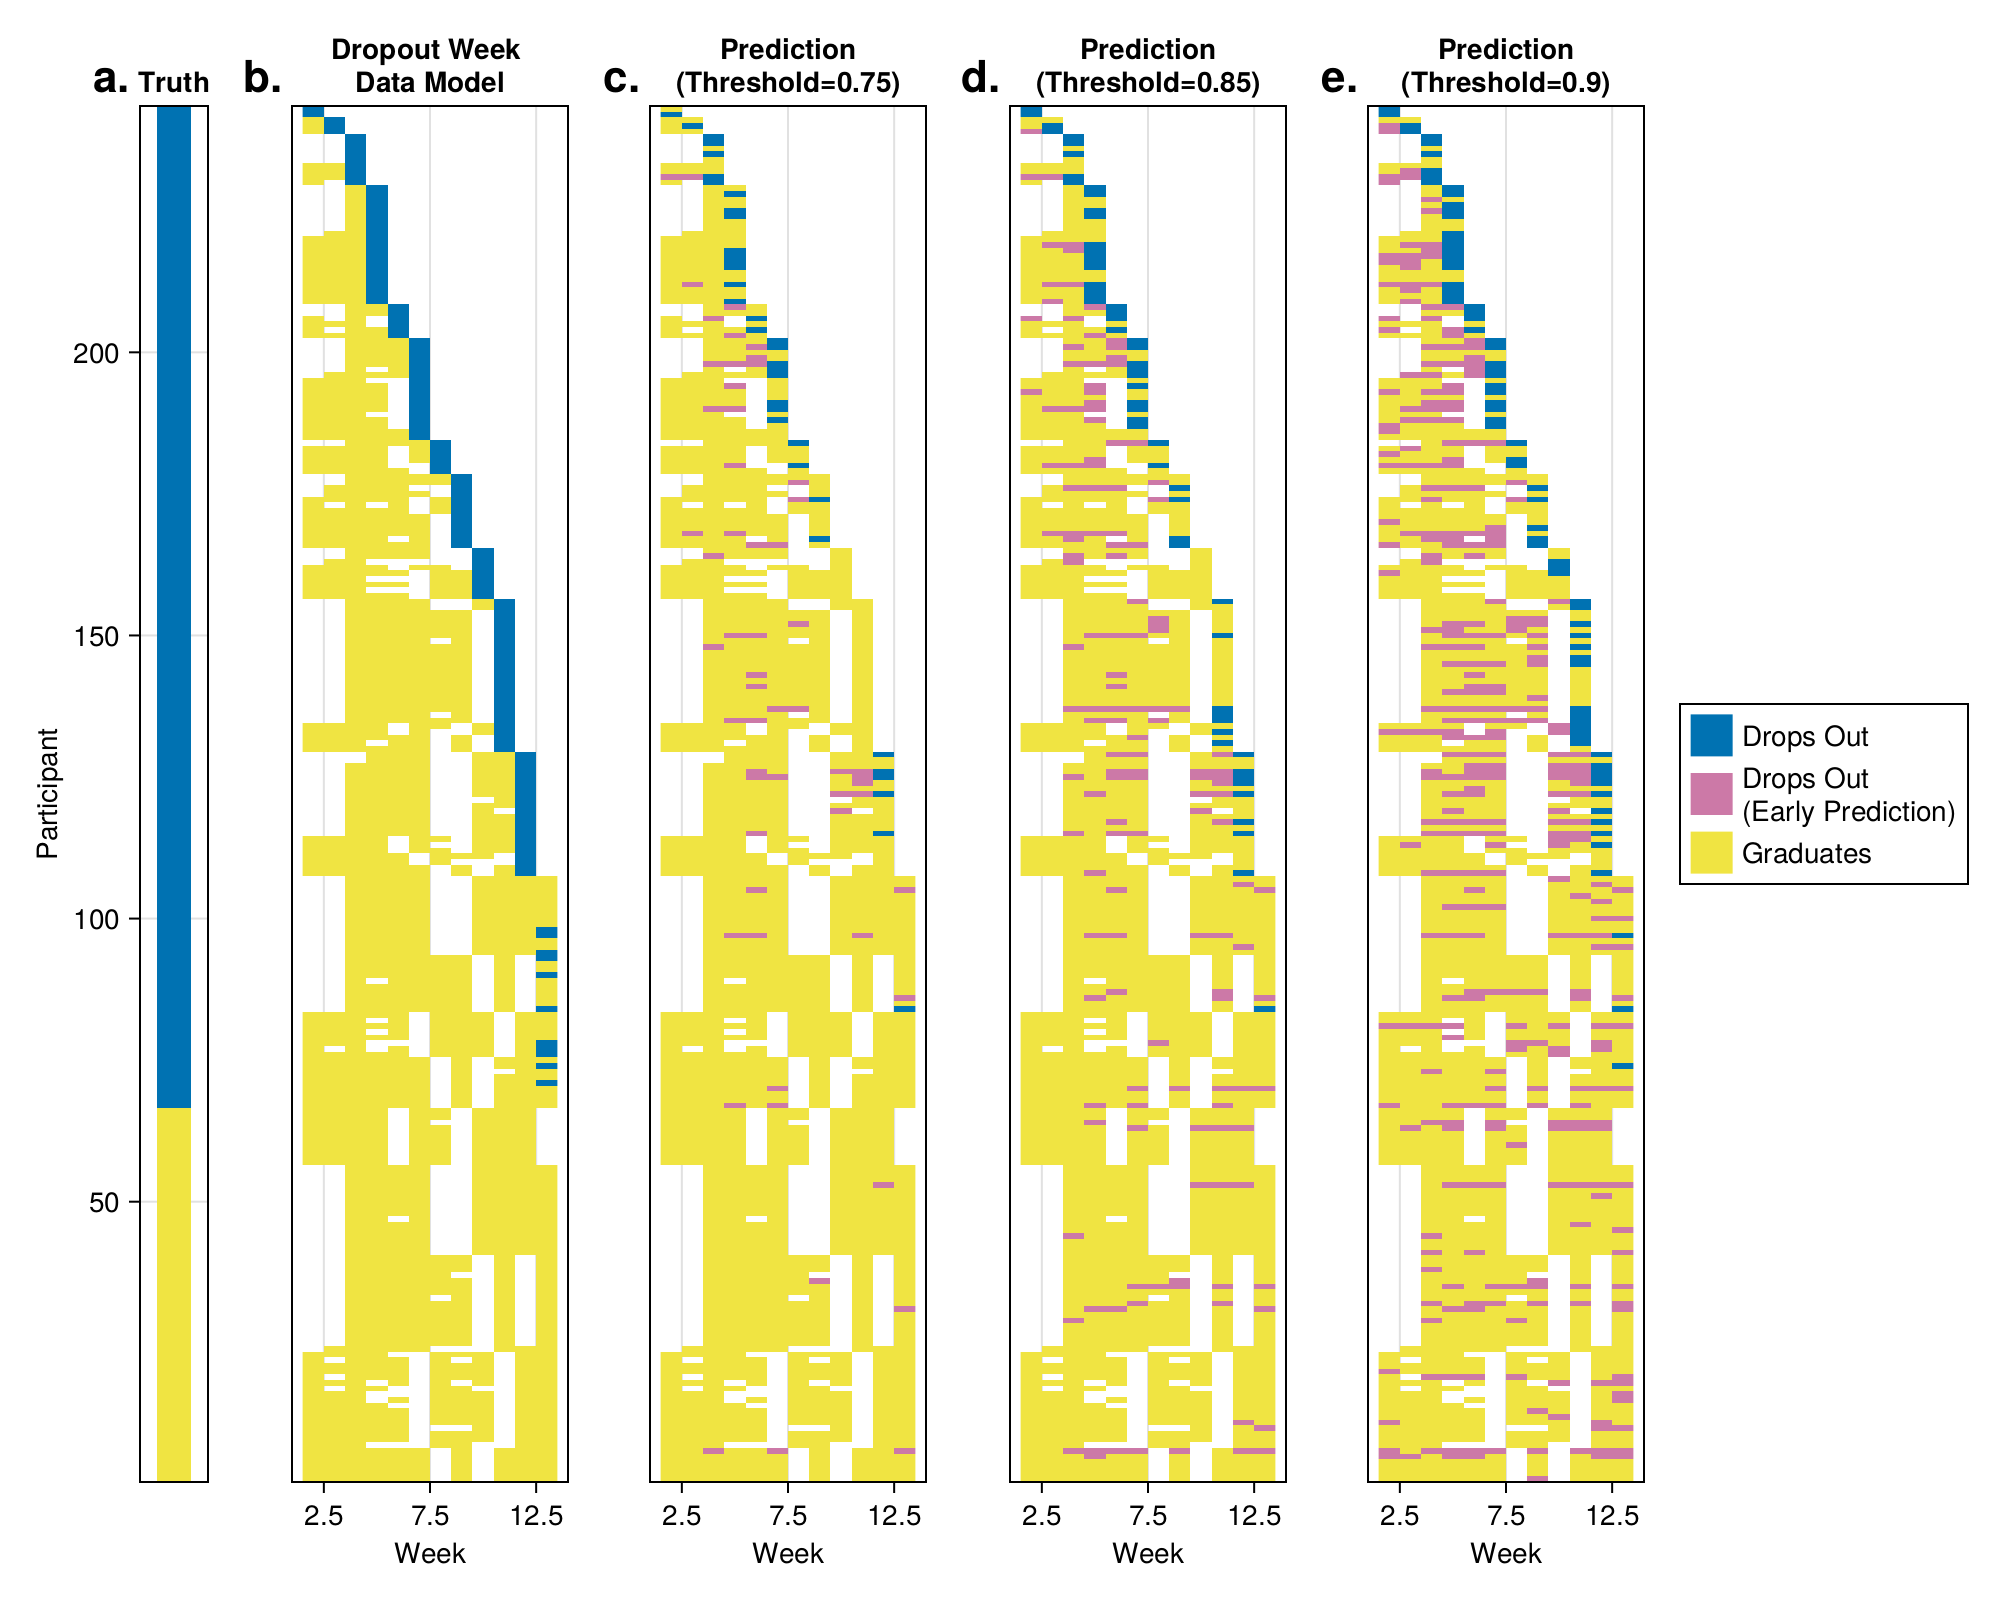 a. Truth
b. Dropout Week
Data Model
c. Prediction
(Threshold=0.75)
d. Prediction
(Threshold=0.85)
e. Prediction
(Threshold=0.9)
Participant
200
150
100
50
2.5 7.5 12.5
Week
2.5 7.5 12.5
Week
2.5 7.5 12.5
Week
2.5 7.5 12.5
Week
Drops Out
Drops Out
(Early Prediction)
Graduates